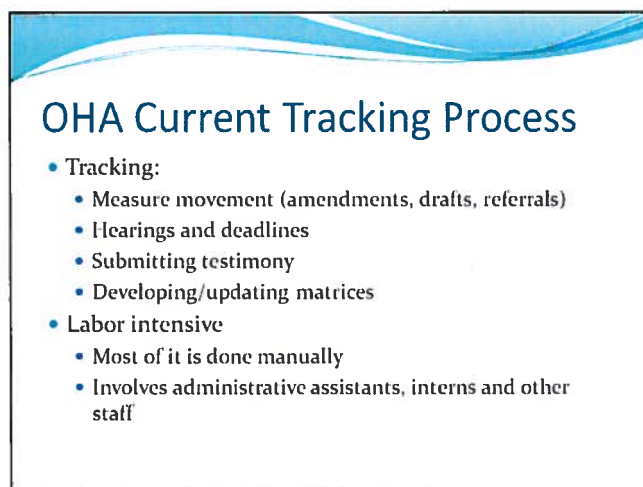 OHA Current Tracking Process
• Tracking:
• Measure movement (amendments, drafts, referrals)
• Hearings and deadlines
• Submitting testimony
• Developing/updating matrices
• Labor intensive
• Most of it is done manually
• Involves administrative assistants, interns and other
staff